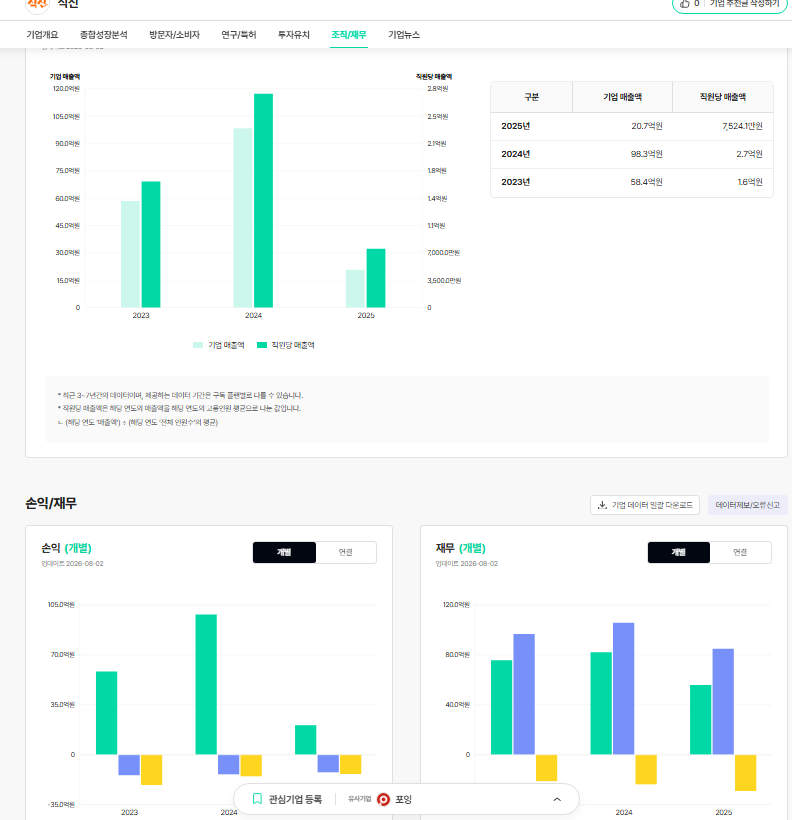 식신 식신
0 기업 추천글 작성하기
기업개요 종합성장분석 방문자/소비자 연구/특허 투자유치 조직/재무 기업뉴스
기업 매출액 직원당 매출액
120.0억원 2.8억원
105.0억원 2.5억원
90.0억원 2.1억원
75.0억원 1.8억원
60.0억원 1.4억원
45.0억원 1.1억원
30.0억원 7,000.0만원
15.0억원 3,500.0만원
0 0
2023 2024 2025
기업 매출액 직원당 매출액
구분 기업 매출액 직원당 매출액
2025년 20.7억원 7,524.1만원
2024년 98.3억원 2.7억원
2023년 58.4억원 1.6억원
* 최근 3~7년간의 데이터이며, 제공하는 데이터 기간은 구독 플랜별로 다를 수 있습니다.
* 직원당 매출액은 해당 연도의 매출액을 해당 연도의 고용인원 평균으로 나눈 값입니다.
ㄴ (해당 연도 '매출액') ÷ (해당 연도 '전체 인원수'의 평균)
손익/재무
기업 데이터 일괄 다운로드 데이터제보/오류신고
손익 (개별) 개별 연결
업데이트 2026-08-02
105.0억원
70.0억원
35.0억원
0
-35.0억원
2023 2024
재무 (개별) 개별 연결
업데이트 2026-08-02
120.0억원
80.0억원
40.0억원
0
2024 2025
관심기업 등록 유사기업 포잉